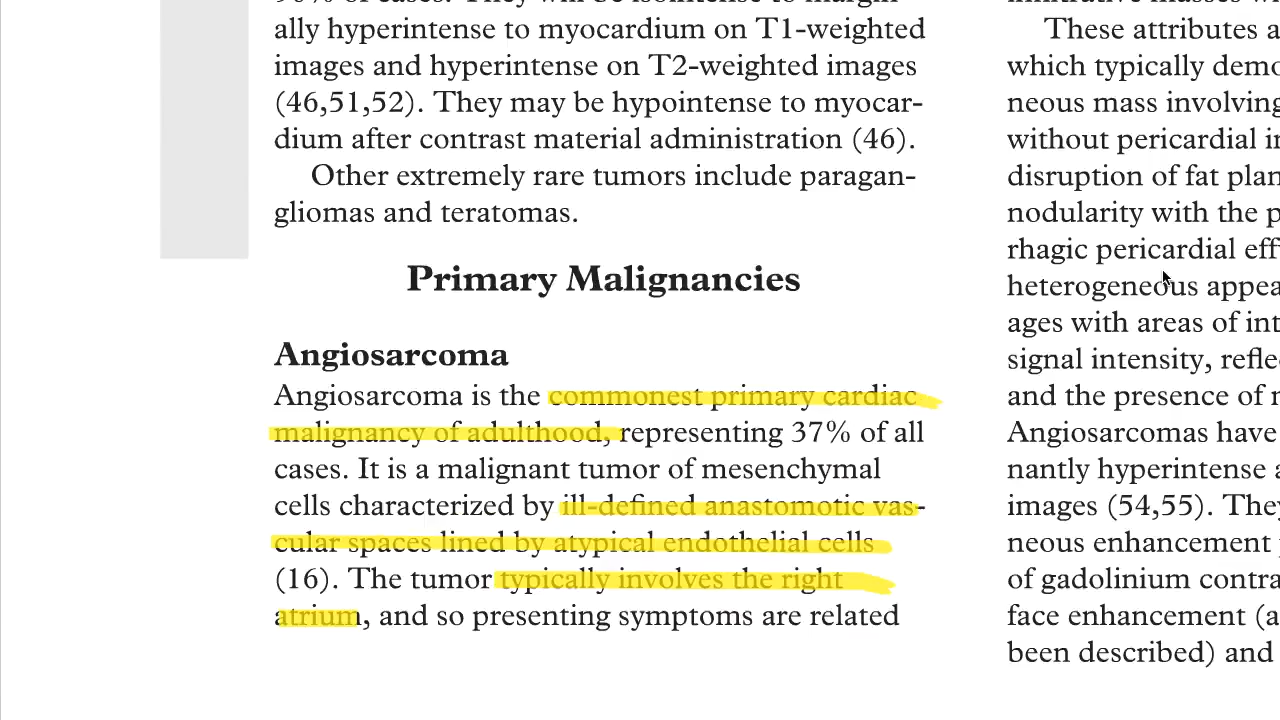 ally hyperintense to myocardium on T1-weighted
images and hyperintense on T2-weighted images
(46,51,52). They may be hypointense to myocar-
dium after contrast material administration (46).
Other extremely rare tumors include paragan-
gliomas and teratomas.
Primary Malignancies
Angiosarcoma
Angiosarcoma is the commonest primary cardiac
malignancy of adulthood, representing 37% of all
cases. It is a malignant tumor of mesenchymal
cells characterized by ill-defined anastomotic vas-
cular spaces lined by atypical endothelial cells
(16). The tumor typically involves the right
atrium, and so presenting symptoms are related
These attributes a
which typically demo
neous mass involving
without pericardial in
disruption of fat plan
nodularity with the p
rhagic pericardial eff
heterogeneous appea
ages with areas of int
signal intensity, refle
and the presence of
Angiosarcomas have
nantly hyperintense
images (54,55). They
neous enhancement
of gadolinium contra
face enhancement (a
been described) and